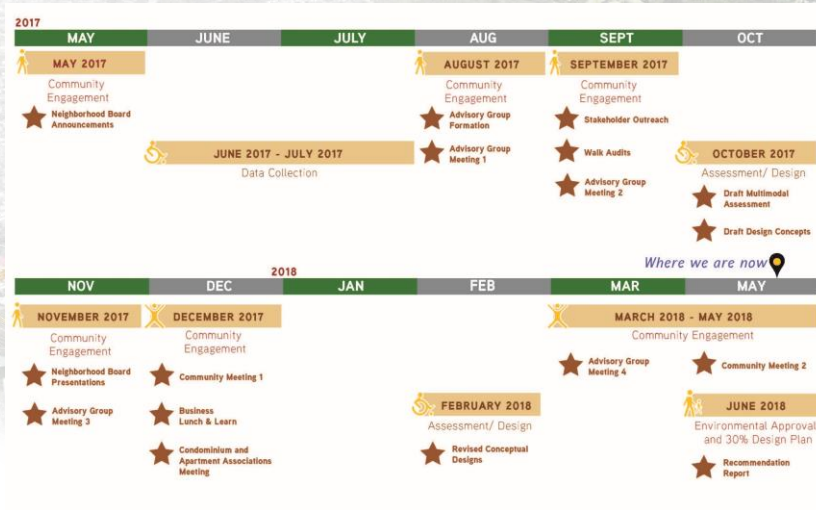 2017
MAY
JUNE
JULY
AUG
SEPT
OCT
MAY 2017
Community
Engagement
Neighborhood Board
Announcements
JUNE 2017 - JULY 2017
Data Collection
AUGUST 2017
Community
Engagement
Advisory Group
Formation
Advisory Group
Meeting 1
SEPTEMBER 2017
Community
Engagement
Stakeholder Outreach
Walk Audits
Advisory Group
Meeting 2
OCTOBER 2017
Assessment/ Design
Draft Multimodal
Assessment
Draft Design Concepts
Where we are now
2018
NOV
DEC
JAN
FEB
MAR
MAY
NOVEMBER 2017
Community
Engagement
Neighborhood Board
Presentations
Advisory Group
Meeting 3
DECEMBER 2017
Community
Engagement
Community Meeting 1
Business
Lunch & Learn
Condominium and
Apartment Associations
Meeting
FEBRUARY 2018
Assessment/ Design
Revised Conceptual
Designs
MARCH 2018 - MAY 2018
Community Engagement
Advisory Group
Meeting 4
Community Meeting 2
JUNE 2018
Environmental Approval
and 30% Design Plan
Recommendation
Report